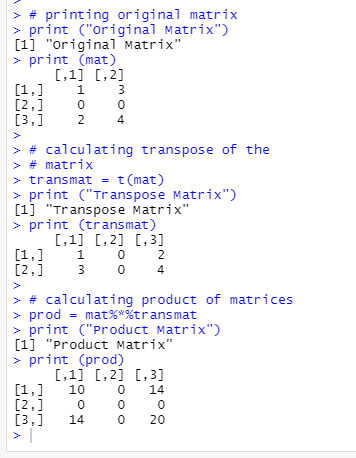 >
> # printing original matrix
> print ("Original Matrix")
[1] "Original Matrix"
> print (mat)
     [,1] [,2]
[1,]    1    3
[2,]    0    0
[3,]    2    4
>
> # calculating transpose of the
> # matrix
> transmat = t(mat)
> print ("Transpose Matrix")
[1] "Transpose Matrix"
> print (transmat)
     [,1] [,2] [,3]
[1,]    1    0    2
[2,]    3    0    4
>
> # calculating product of matrices
> prod = mat%*%transmat
> print ("Product Matrix")
[1] "Product Matrix"
> print (prod)
     [,1] [,2] [,3]
[1,]   10    0   14
[2,]    0    0    0
[3,]   14    0   20
>